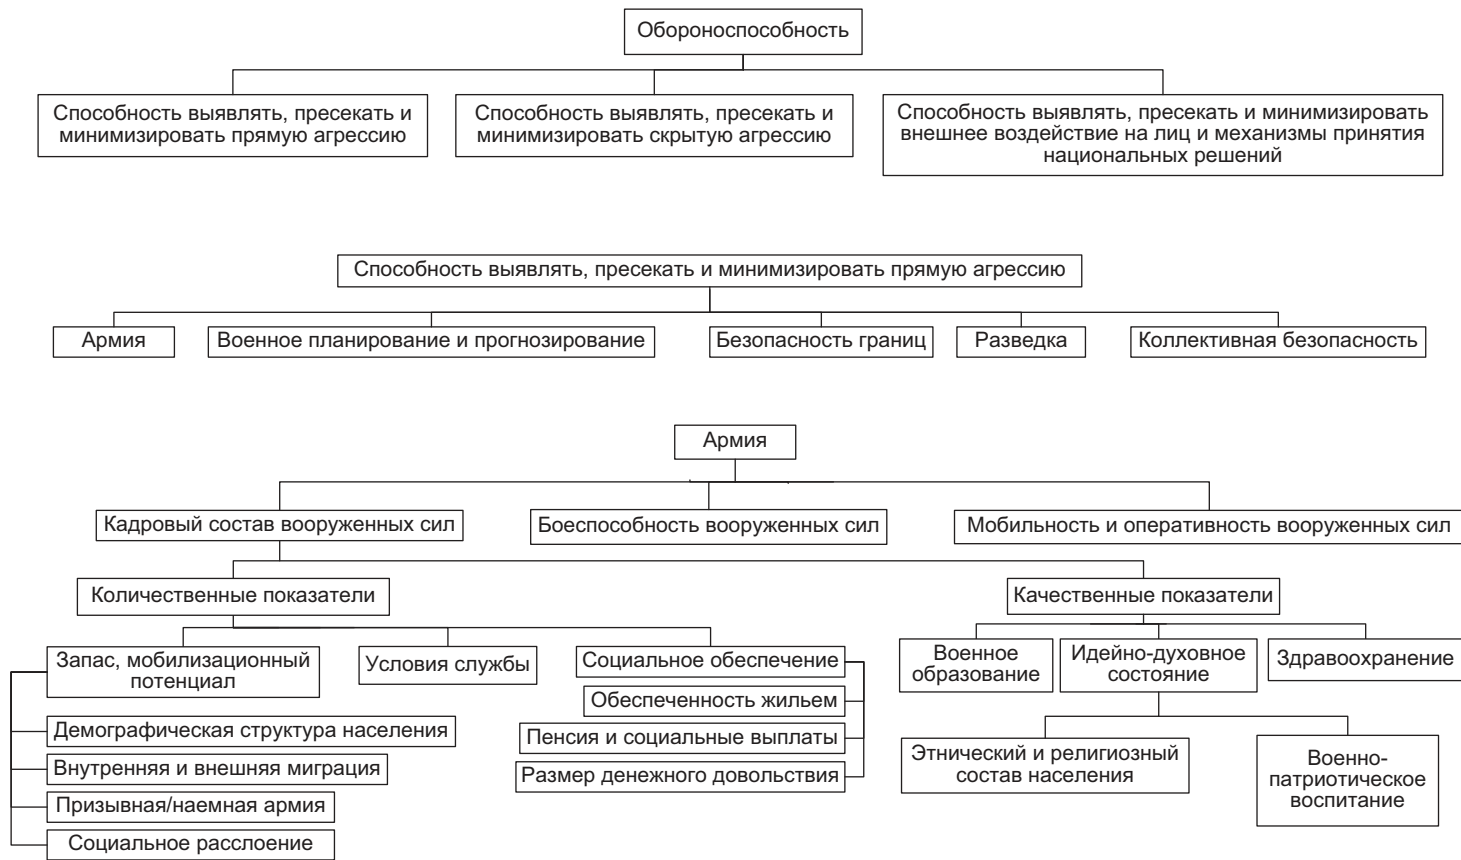 Обороноспособность
Способность выявлять, пресекать и
минимизировать прямую агрессию
Способность выявлять, пресекать и
минимизировать скрытую агрессию
Способность выявлять, пресекать и минимизировать
внешнее воздействие на лиц и механизмы принятия
национальных решений
Способность выявлять, пресекать и минимизировать прямую агрессию
Армия
Военное планирование и прогнозирование
Безопасность границ
Разведка
Коллективная безопасность
Армия
Кадровый состав вооруженных сил
Боеспособность вооруженных сил
Мобильность и оперативность вооруженных сил
Количественные показатели
Качественные показатели
Запас, мобилизационный
потенциал
Условия службы
Социальное обеспечение
Военное
образование
Идейно-духовное
состояние
Здравоохранение
Обеспеченность жильем
Демографическая структура населения
Пенсия и социальные выплаты
Внутренняя и внешняя миграция
Размер денежного довольствия
Призывная/наемная армия
Социальное расслоение
Этнический и религиозный
состав населения
Военно-
патриотическое
воспитание